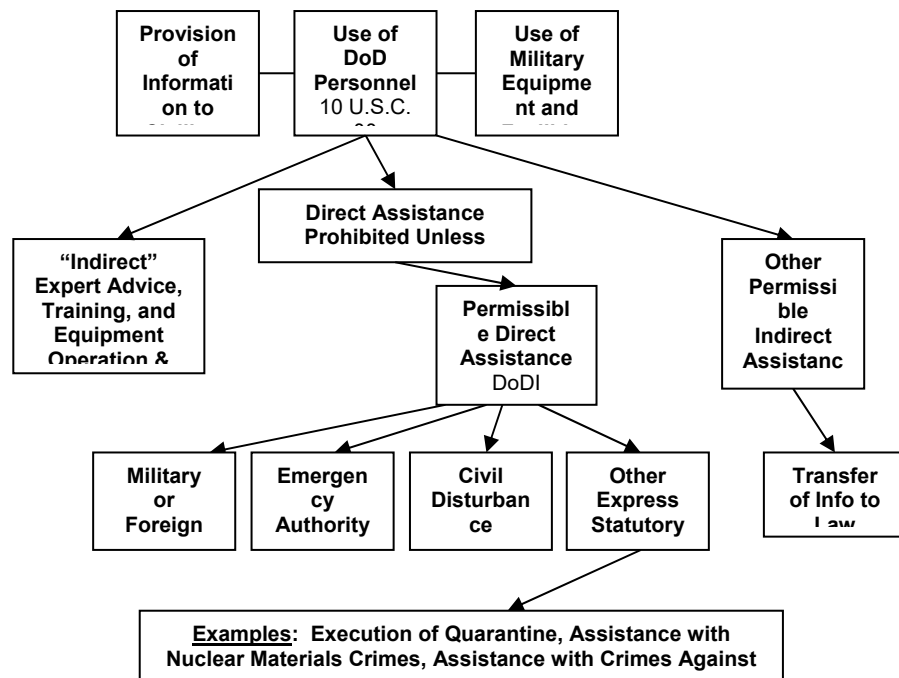 Provision
of
Informati
on to
Use of
DoD
Personnel
10 U.S.C.
Use of
Military
Equipme
nt and
Direct Assistance
Prohibited Unless
“Indirect”
Expert Advice,
Training, and
Equipment
Operation &
Permissibl
e Direct
Assistance
DoDI
Other
Permissi
ble
Indirect
Assistanc
Military
or
Foreign
Emergen
cy
Authority
Civil
Disturba
nce
Other
Express
Statutory
Transfer
of Info to
Law
Examples: Execution of Quarantine, Assistance with
Nuclear Materials Crimes, Assistance with Crimes Against